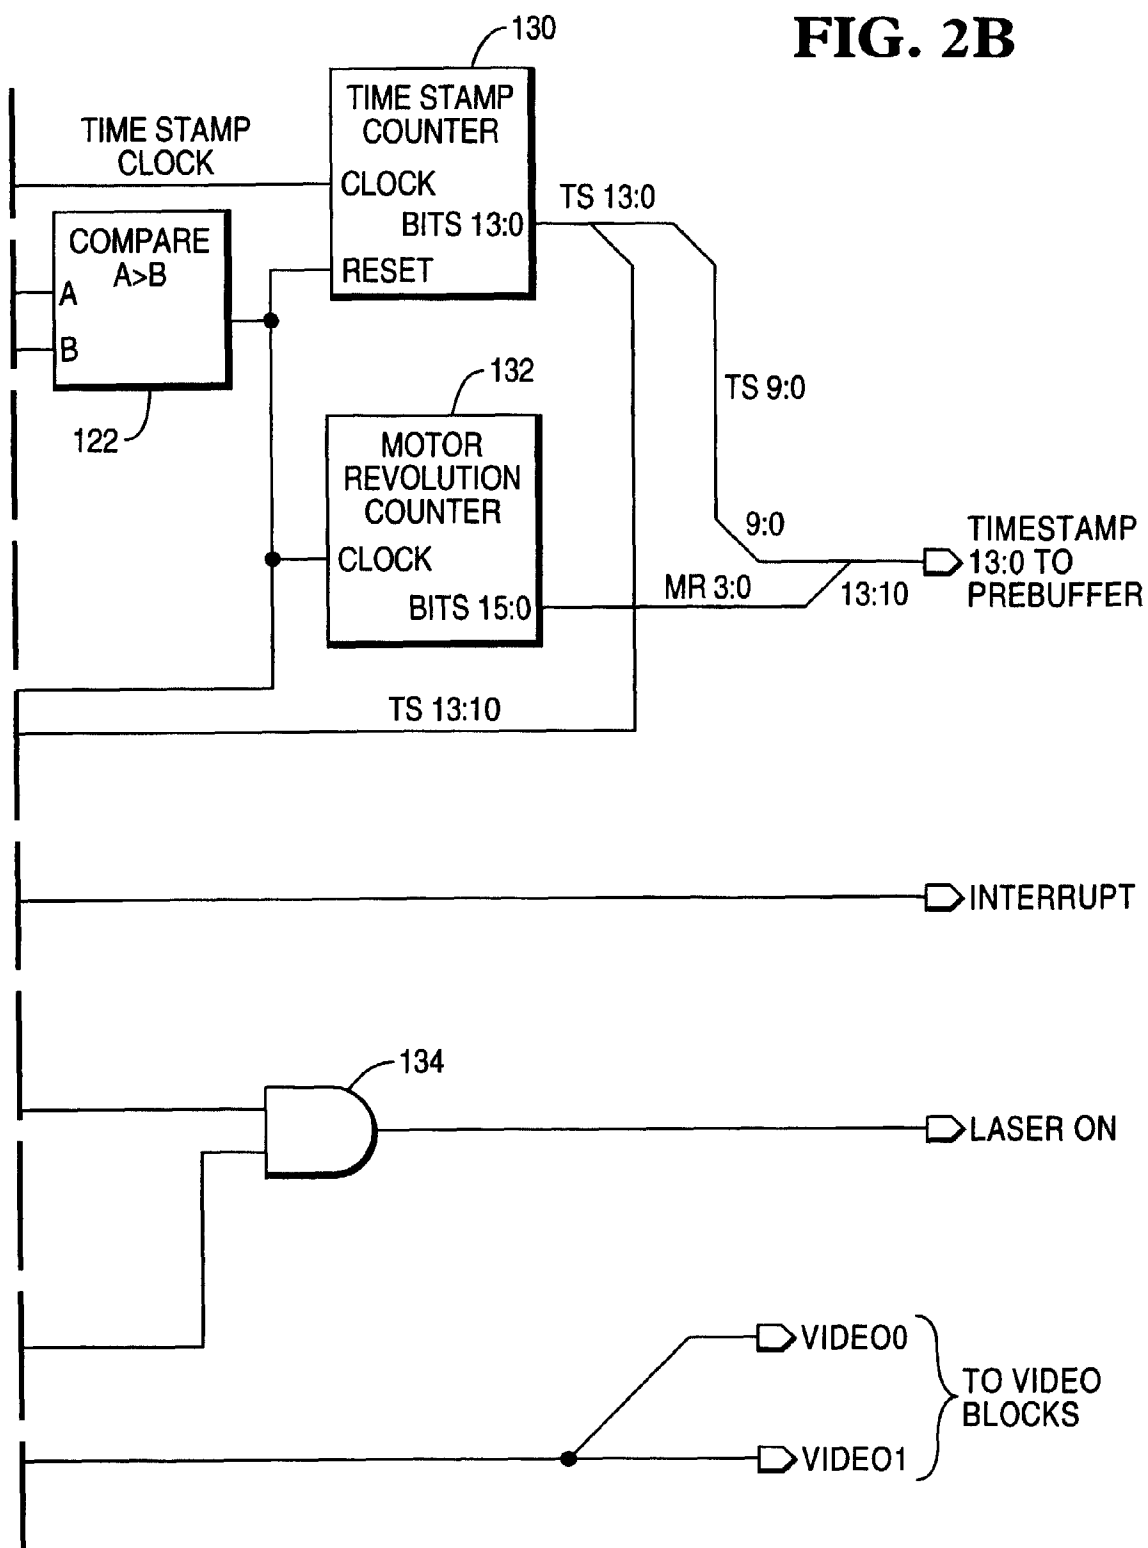 FIG. 2B
130
TIME STAMP
COUNTER
TIME STAMP
CLOCK
CLOCK
BITS 13:0
RESET
TS 13:0
COMPARE
A>B
A
B
122
TS 9:0
132
MOTOR
REVOLUTION
COUNTER
CLOCK
BITS 15:0
9:0
MR 3:0
13:10
TIMESTAMP
13:0 TO
PREBUFFER
TS 13:10
INTERRUPT
134
LASER ON
VIDEO0
TO VIDEO
BLOCKS
VIDEO1